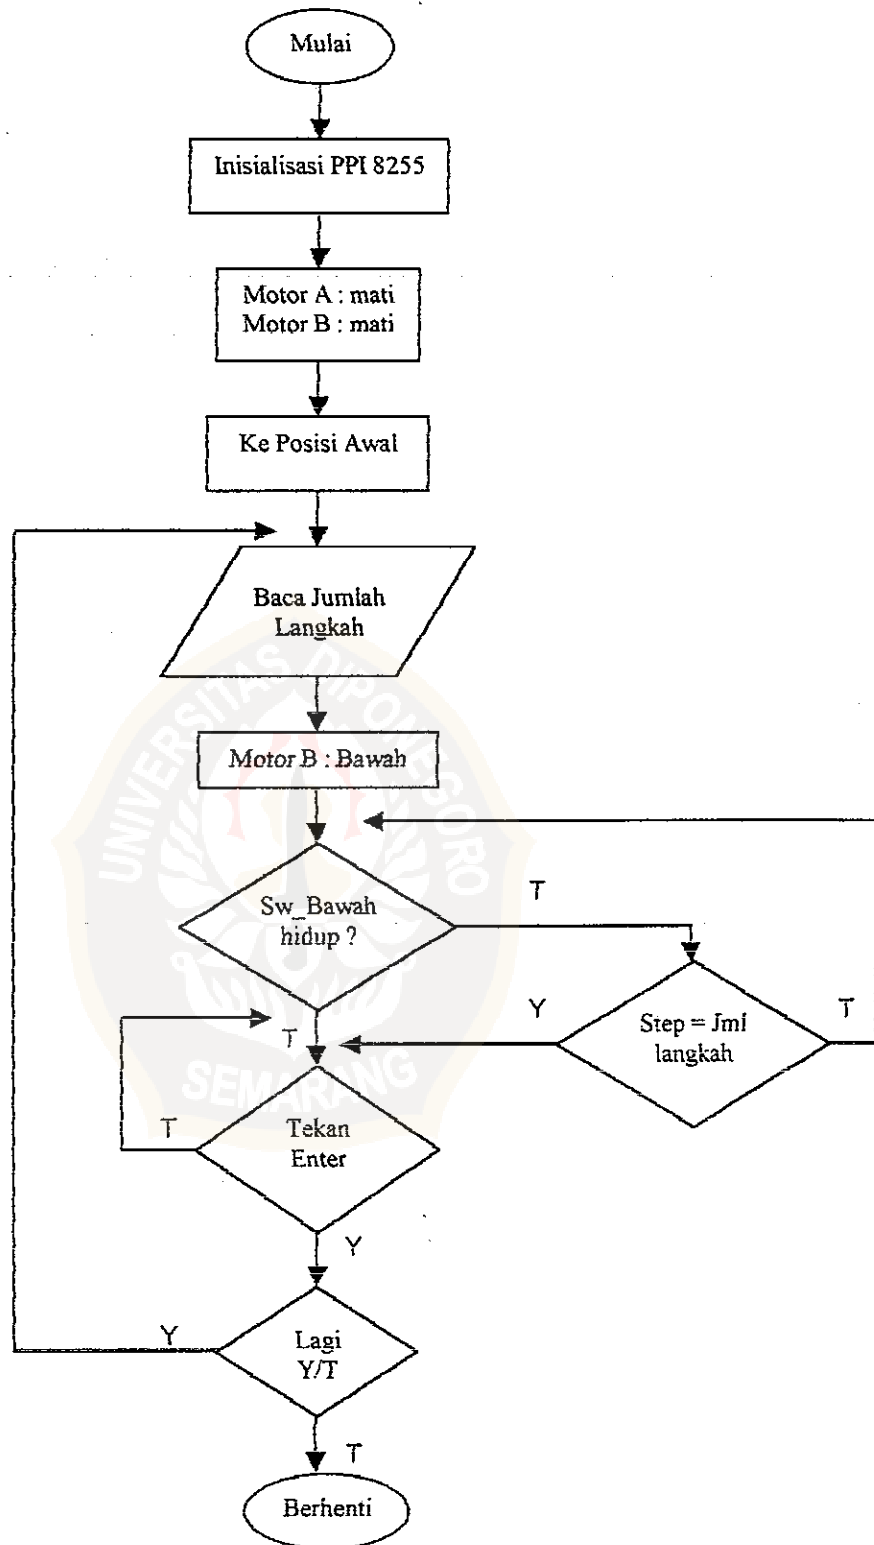 Mulai
Inisialisasi PPI 8255
Motor A : mati
Motor B : mati
Ke Posisi Awal
Baca Jumlah
Langkah
Motor B : Bawah
Sw_Bawah
hidup ?
T
Step = Jml
langkah
Y
T
T
Tekan
Enter
T
Y
Lagi
Y/T
Y
T
Berhenti
UNIVERSITAS DIPONEGORO
SEMARANG